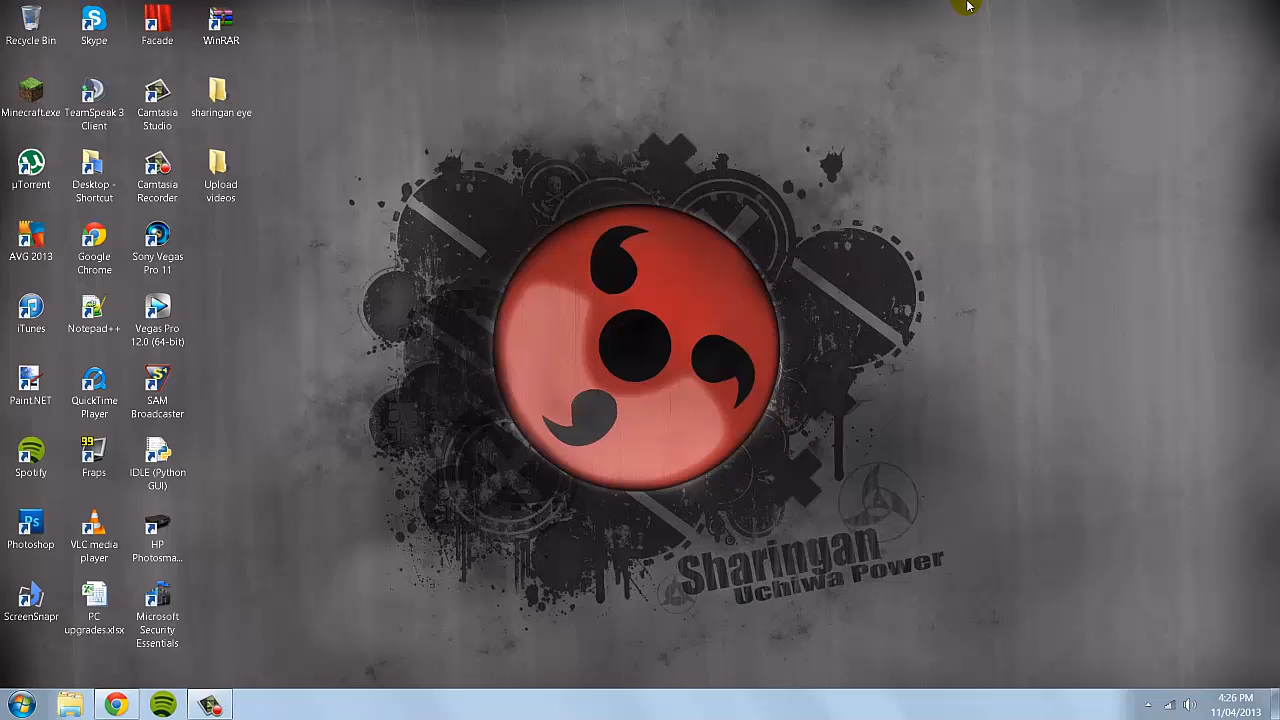 Recycle Bin
Skype
Facade
WinRAR
Minecraft.exe
TeamSpeak 3
Client
Camtasia
Studio
sharingan eye
µTorrent
Desktop -
Shortcut
Camtasia
Recorder
Upload
videos
AVG 2013
Google
Chrome
Sony Vegas
Pro 11
iTunes
Notepad++
Vegas Pro
12.0 (64-bit)
Paint.NET
QuickTime
Player
SAM
Broadcaster
Spotify
99
Fraps
IDLE (Python
GUI)
Ps
Photoshop
VLC media
player
HP
Photosma...
ScreenSnapr
PC
upgrades.xlsx
Microsoft
Security
Essentials
Sharingan
Uchiwa Power
4:26 PM
11/04/2013